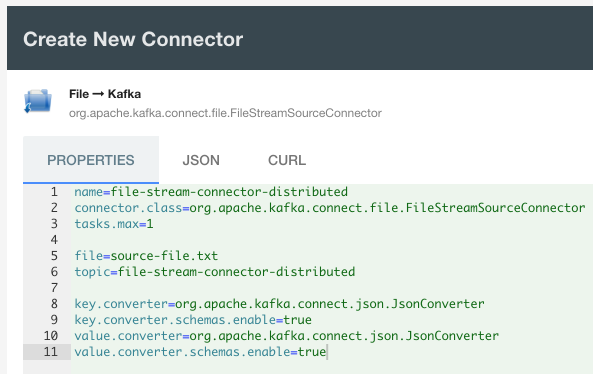 Create New Connector
File ➞ Kafka
org.apache.kafka.connect.file.FileStreamSourceConnector
PROPERTIES JSON CURL
1 name=file-stream-connector-distributed
2 connector.class=org.apache.kafka.connect.file.FileStreamSourceConnector
3 tasks.max=1
4
5 file=source-file.txt
6 topic=file-stream-connector-distributed
7
8 key.converter=org.apache.kafka.connect.json.JsonConverter
9 key.converter.schemas.enable=true
10 value.converter=org.apache.kafka.connect.json.JsonConverter
11 value.converter.schemas.enable=true